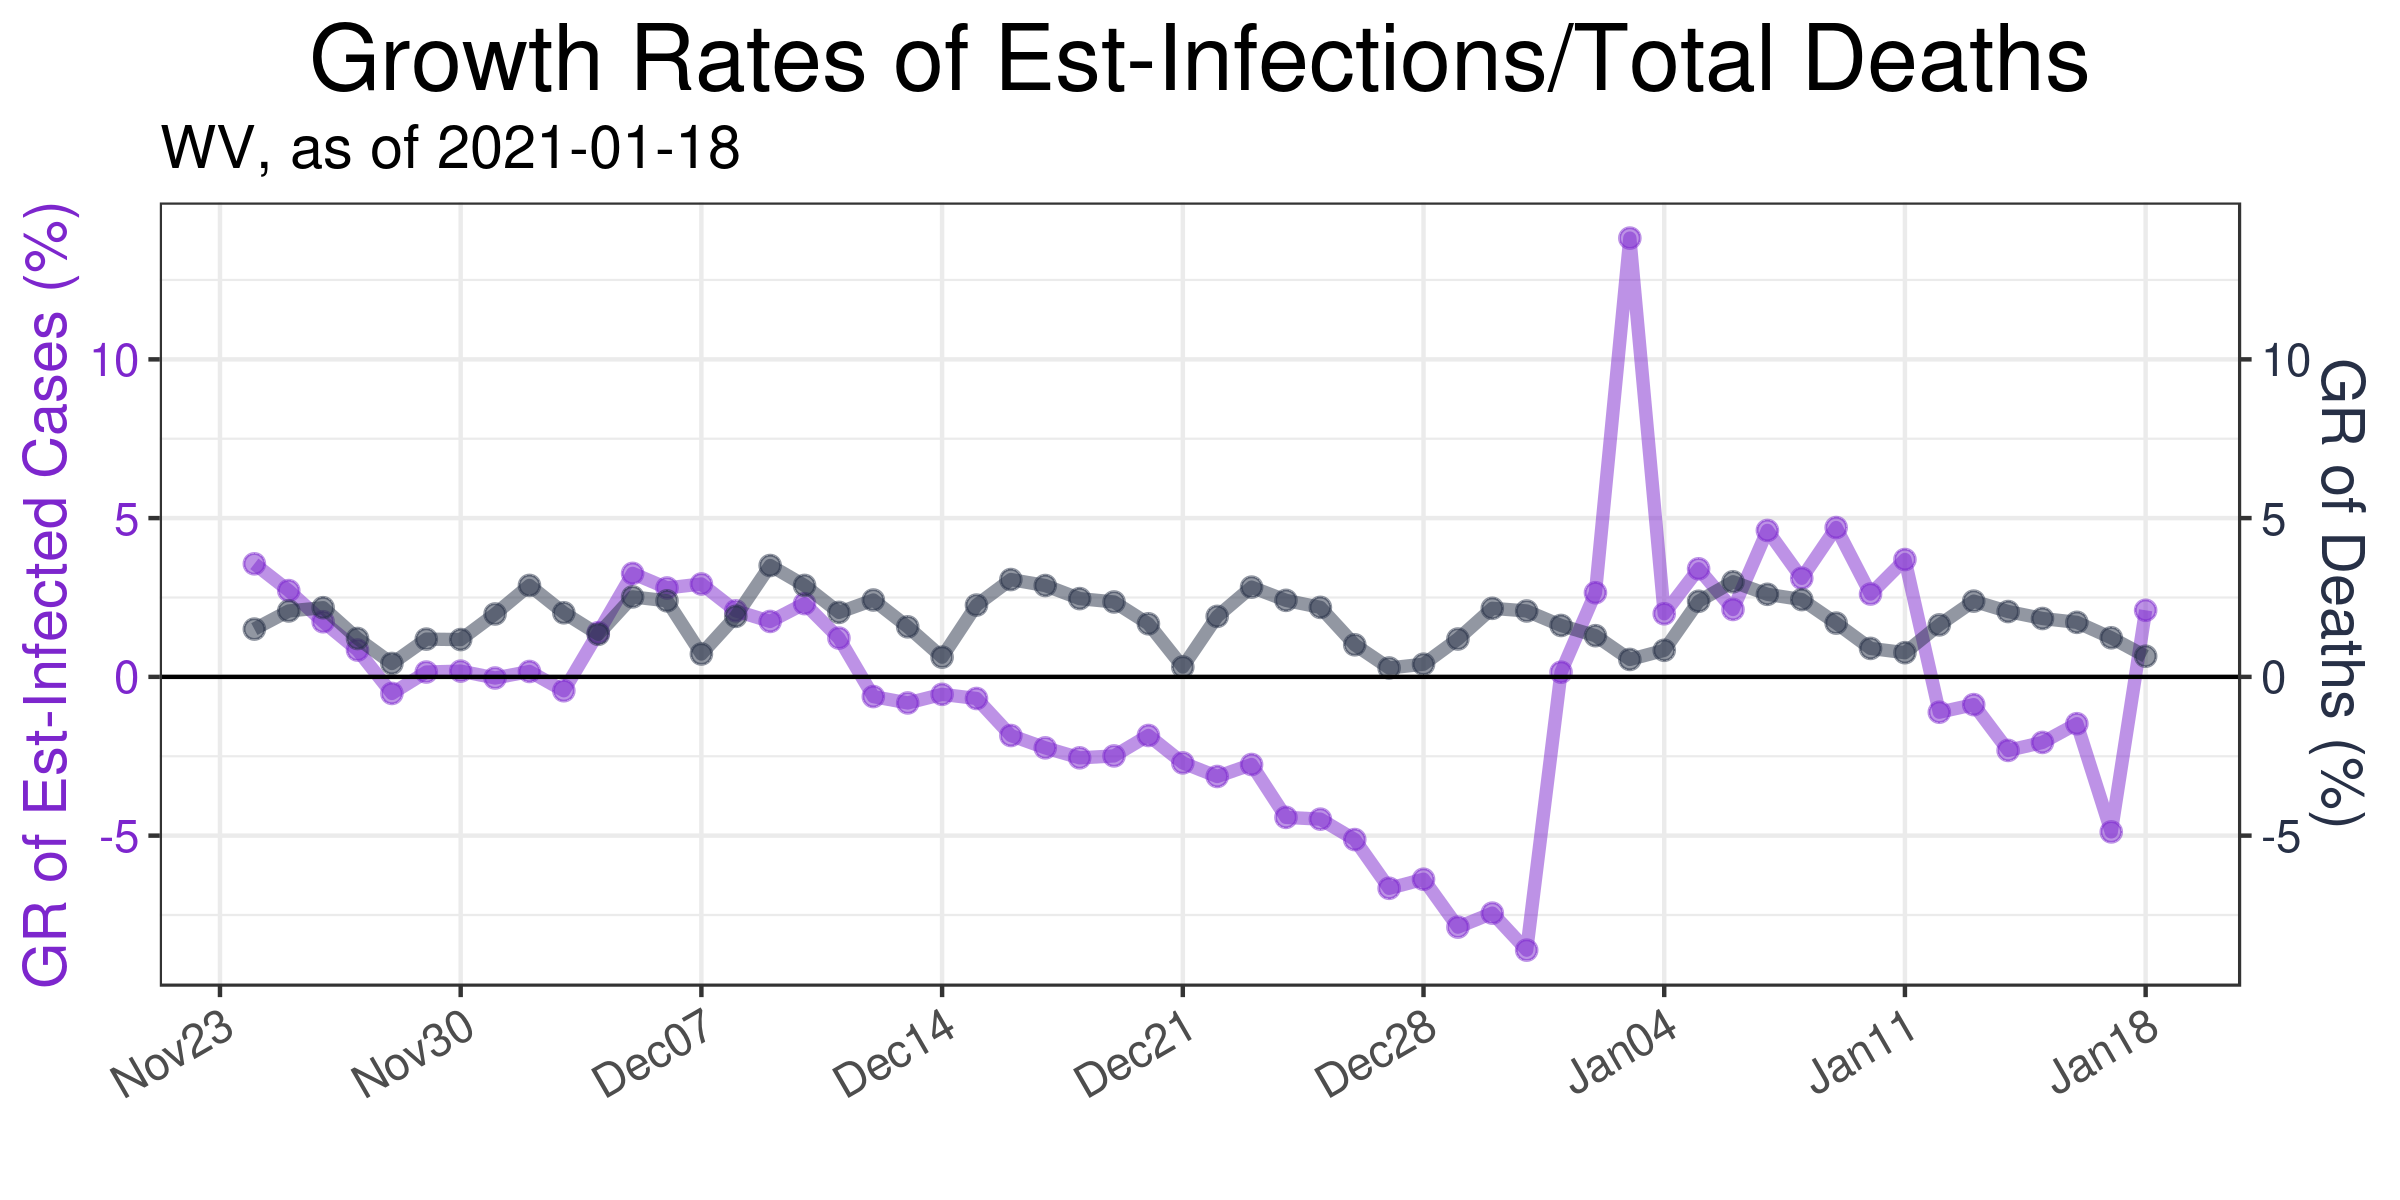 Growth Rates of Est-Infections/Total Deaths
WV, as of 2021-01-18
GR of Est-Infected Cases (%)
10
5
0
-5
10
5
0
-5
GR of Deaths (%)
Nov23
Nov30
Dec07
Dec14
Dec21
Dec28
Jan04
Jan11
Jan18